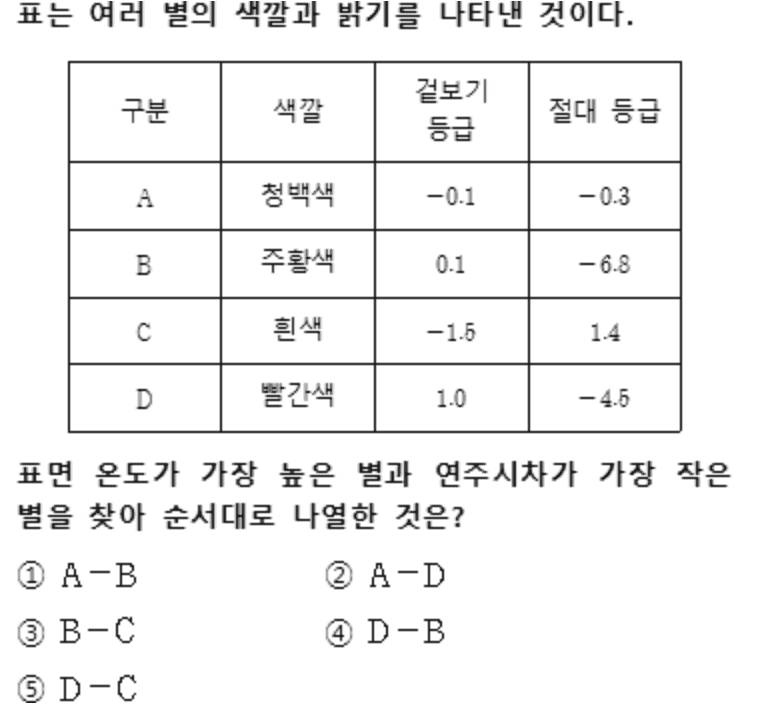 표는 여러 별의 색깔과 밝기를 나타낸 것이다.
구분 색깔 겉보기 등급 절대 등급
A 청백색 -0.1 -0.3
B 주황색 0.1 -6.8
C 흰색 -1.5 1.4
D 빨간색 1.0 -4.5
표면 온도가 가장 높은 별과 연주시차가 가장 작은
별을 찾아 순서대로 나열한 것은?
① A-B ② A-D
③ B-C ④ D-B
⑤ D-C